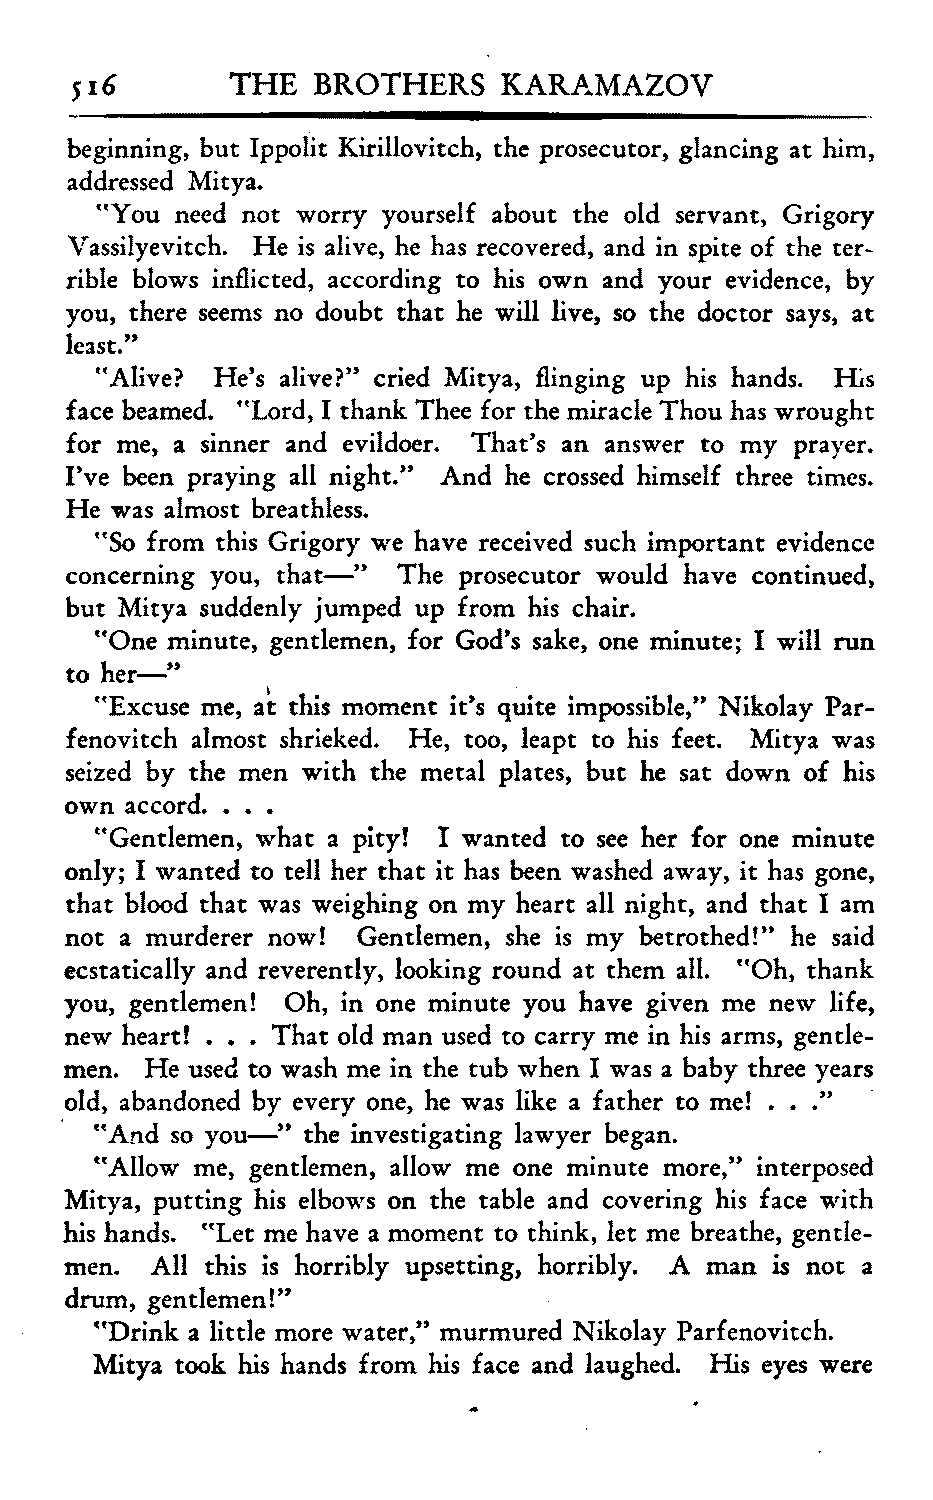 516 THE BROTHERS KARAMAZOV
beginning, but Ippolit Kirillovitch, the prosecutor, glancing at him,
addressed Mitya.
"You need not worry yourself about the old servant, Grigory
Vassilyevitch. He is alive, he has recovered, and in spite of the ter-
rible blows inflicted, according to his own and your evidence, by
you, there seems no doubt that he will live, so the doctor says, at
least."
"Alive? He's alive?" cried Mitya, flinging up his hands. His
face beamed. "Lord, I thank Thee for the miracle Thou has wrought
for me, a sinner and evildoer. That's an answer to my prayer.
I've been praying all night." And he crossed himself three times.
He was almost breathless.
"So from this Grigory we have received such important evidence
concerning you, that—" The prosecutor would have continued,
but Mitya suddenly jumped up from his chair.
"One minute, gentlemen, for God's sake, one minute; I will run
to her—"
"Excuse me, at this moment it's quite impossible," Nikolay Par-
fenovitch almost shrieked. He, too, leapt to his feet. Mitya was
seized by the men with the metal plates, but he sat down of his
own accord. . . .
"Gentlemen, what a pity! I wanted to see her for one minute
only; I wanted to tell her that it has been washed away, it has gone,
that blood that was weighing on my heart all night, and that I am
not a murderer now! Gentlemen, she is my betrothed!" he said
ecstatically and reverently, looking round at them all. "Oh, thank
you, gentlemen! Oh, in one minute you have given me new life,
new heart! . . . That old man used to carry me in his arms, gentle-
men. He used to wash me in the tub when I was a baby three years
old, abandoned by every one, he was like a father to me! . . ."
"And so you—" the investigating lawyer began.
"Allow me, gentlemen, allow me one minute more," interposed
Mitya, putting his elbows on the table and covering his face with
his hands. "Let me have a moment to think, let me breathe, gentle-
men. All this is horribly upsetting, horribly. A man is not a
drum, gentlemen!"
"Drink a little more water," murmured Nikolay Parfenovitch.
Mitya took his hands from his face and laughed. His eyes were